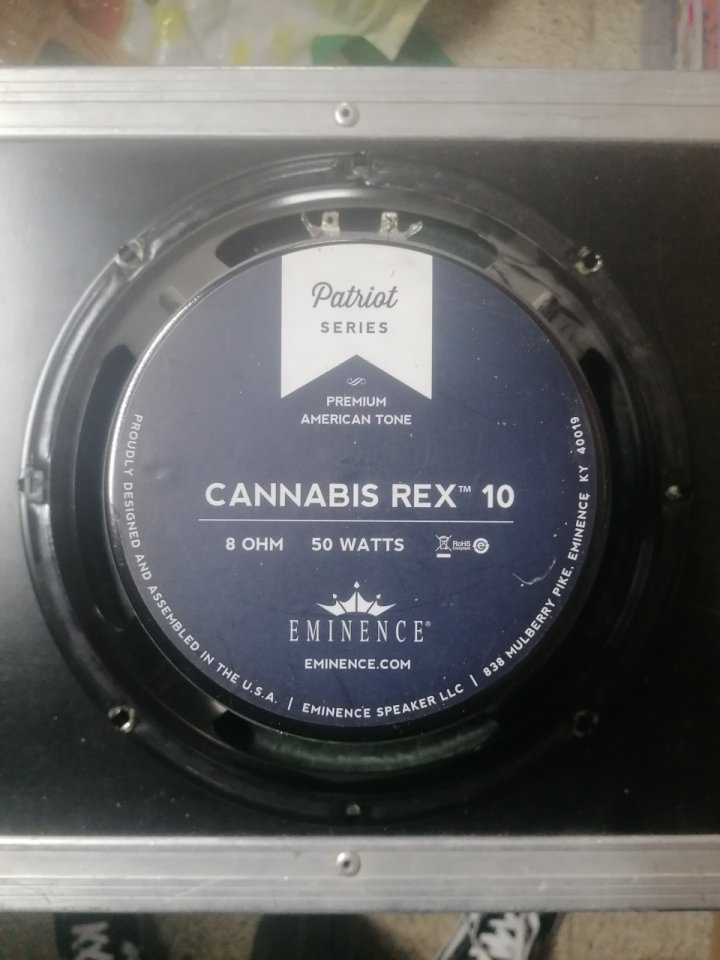 Patriot
SERIES
PREMIUM
AMERICAN TONE
CANNABIS REX™ 10
8 OHM 50 WATTS
RoHS
EMINENCE®
EMINENCE.COM
PROUDLY DESIGNED AND ASSEMBLED IN THE U.S.A. | EMINENCE SPEAKER LLC | 838 MULBERRY PIKE, EMINENCE KY 40019